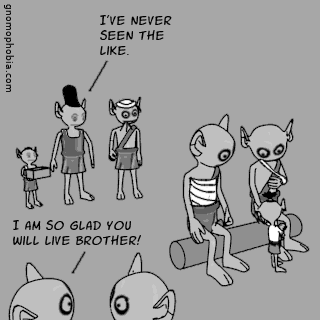 gnomophobia.com
I'VE NEVER
SEEN THE
LIKE.
I AM SO GLAD YOU
WILL LIVE BROTHER!